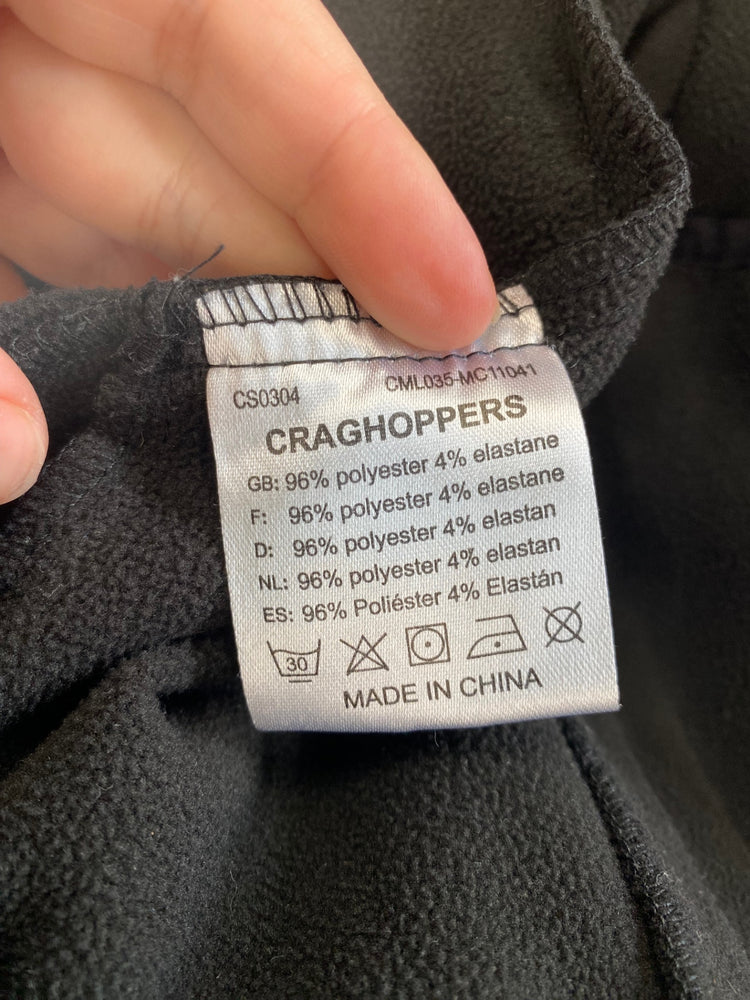 CS0304 CML035-MC11041
CRAGHOPPERS
GB: 96% polyester 4% elastane
F: 96% polyester 4% elastane
D: 96% polyester 4% elastan
NL: 96% polyester 4% elastan
ES: 96% Poliéster 4% Elastán
30
MADE IN CHINA